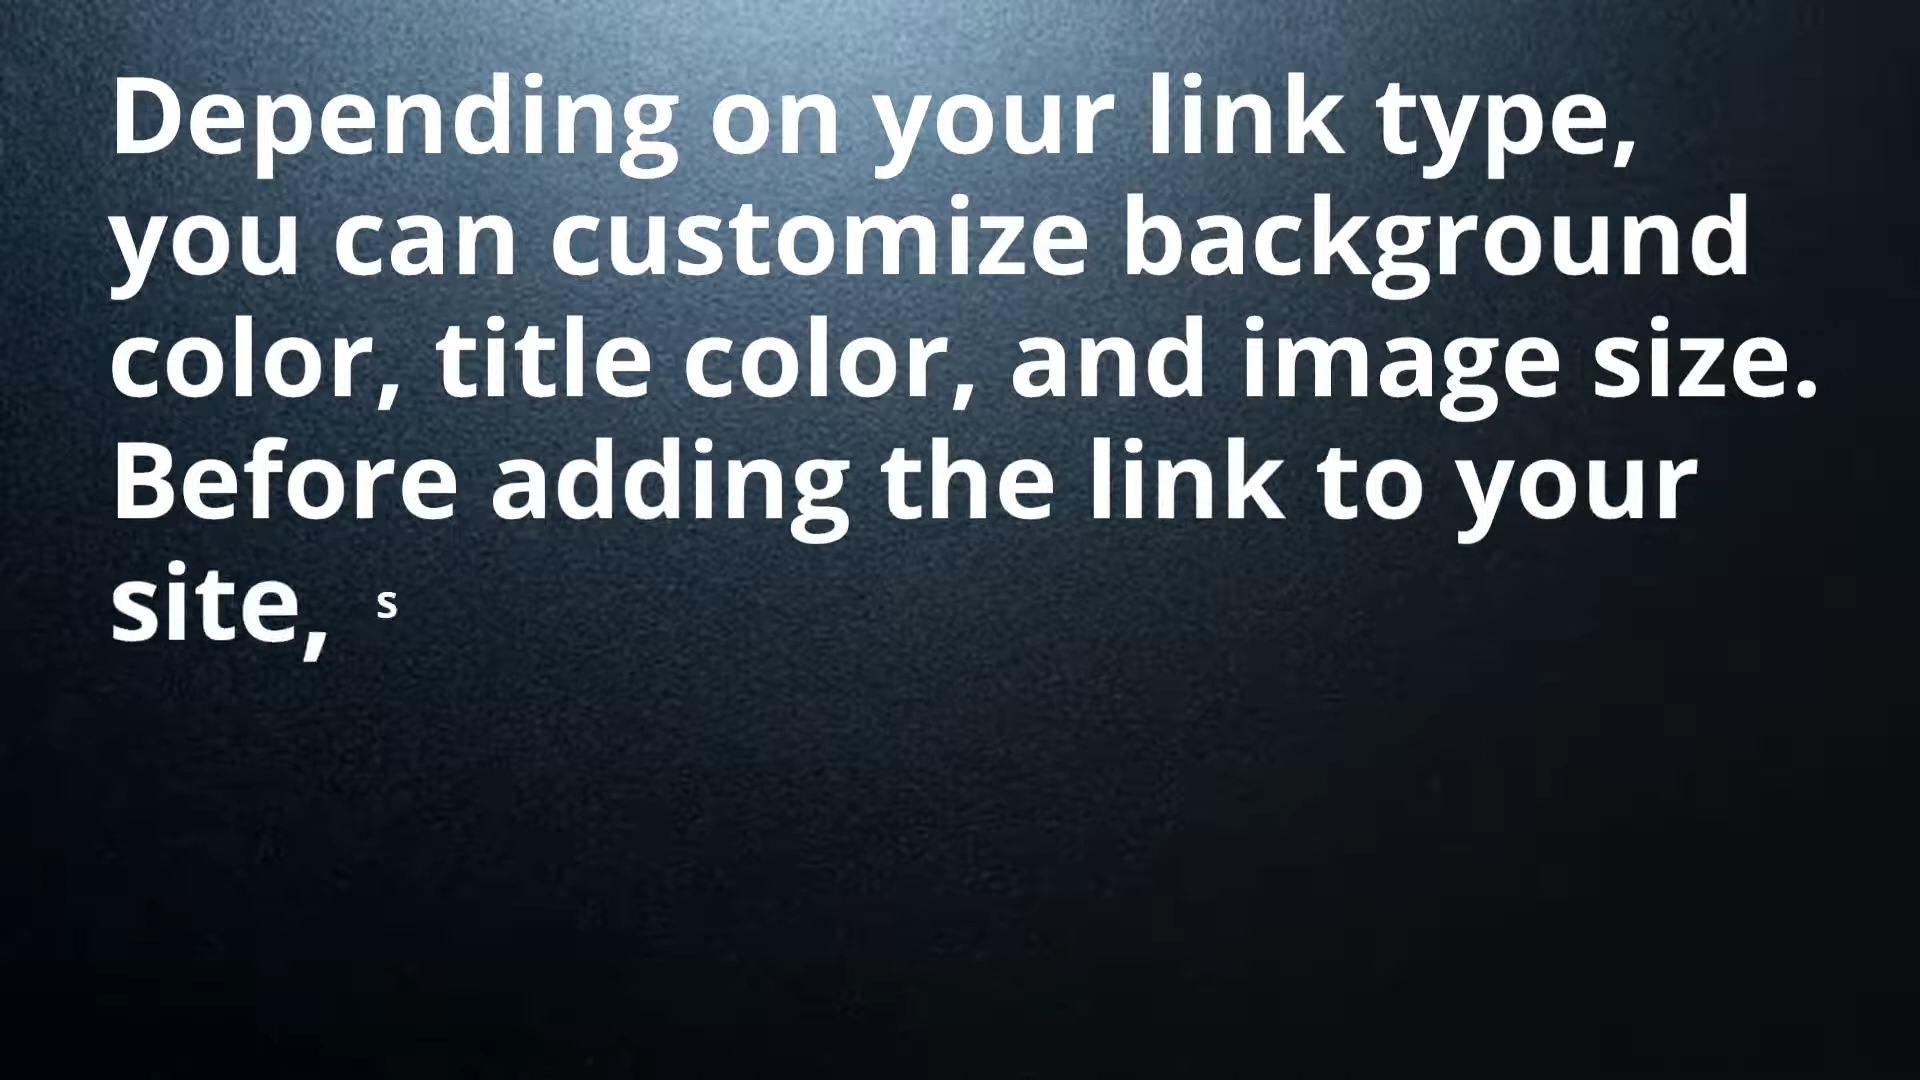 Depending on your link type,
you can customize background
color, title color, and image size.
Before adding the link to your
site, s